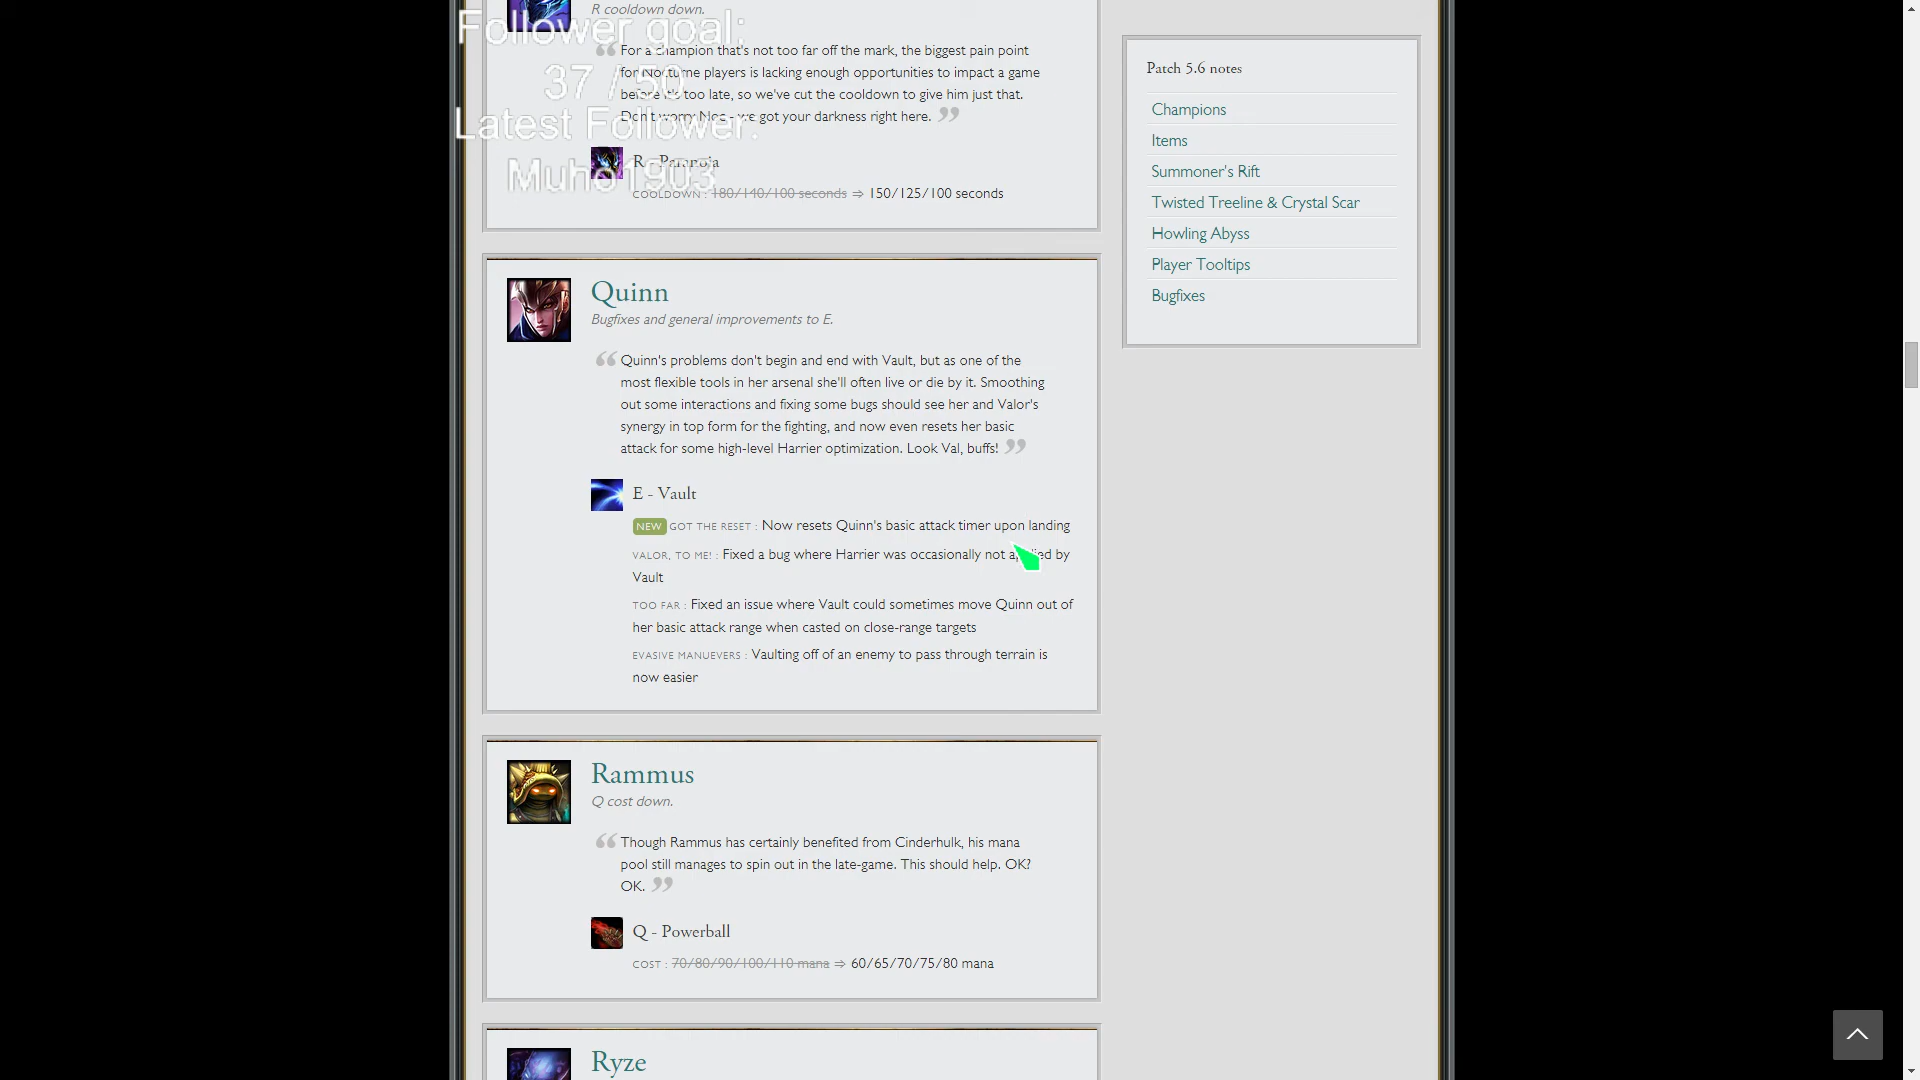 R cooldown down.
Follower goal:
37 / 50
Latest Follower:
Muho1903
For a champion that's not too far off the mark, the biggest pain point
for Nocturne players is lacking enough opportunities to impact a game
before it's too late, so we've cut the cooldown to give him just that.
Don't worry Noc - we got your darkness right here.
R - Paranoia
COOLDOWN : 180/140/100 seconds ⇒ 150/125/100 seconds
Quinn
Bugfixes and general improvements to E.
Quinn's problems don't begin and end with Vault, but as one of the
most flexible tools in her arsenal she'll often live or die by it. Smoothing
out some interactions and fixing some bugs should see her and Valor's
synergy in top form for the fighting, and now even resets her basic
attack for some high-level Harrier optimization. Look Val, buffs!
E - Vault
NEW GOT THE RESET : Now resets Quinn's basic attack timer upon landing
VALOR, TO ME! : Fixed a bug where Harrier was occasionally not applied by
Vault
TOO FAR : Fixed an issue where Vault could sometimes move Quinn out of
her basic attack range when casted on close-range targets
EVASIVE MANUEVERS : Vaulting off of an enemy to pass through terrain is
now easier
Rammus
Q cost down.
Though Rammus has certainly benefited from Cinderhulk, his mana
pool still manages to spin out in the late-game. This should help. OK?
OK.
Q - Powerball
COST : 70/80/90/100/110 mana ⇒ 60/65/70/75/80 mana
Ryze
Patch 5.6 notes
Champions
Items
Summoner's Rift
Twisted Treeline & Crystal Scar
Howling Abyss
Player Tooltips
Bugfixes